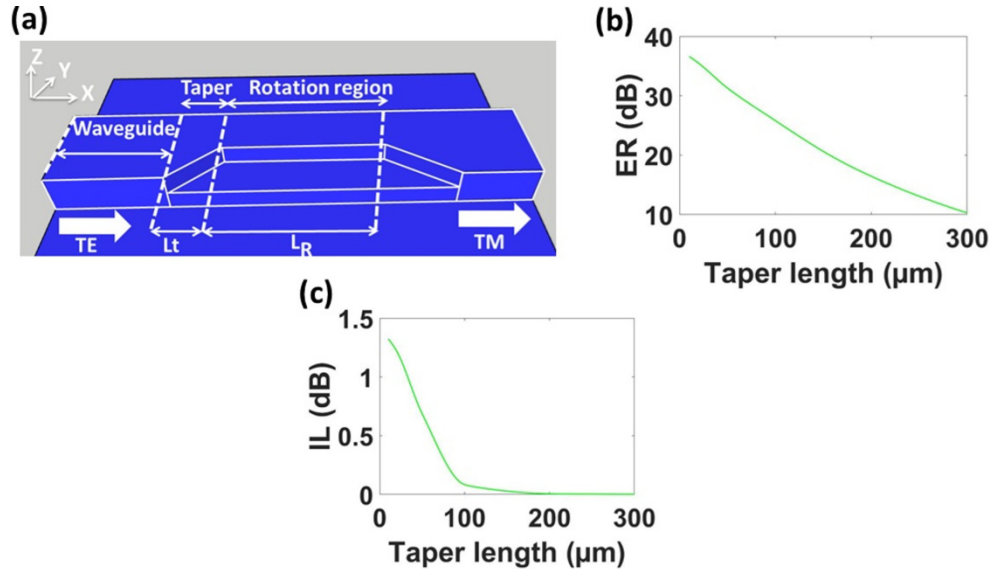 (a)
Z
Y
X
Taper Rotation region
Waveguide
TE
Lt
LR
TM
(b)
40
30
20
10
ER (dB)
0 100 200 300
Taper length (µm)
(c)
1.5
1
0.5
0
IL (dB)
0 100 200 300
Taper length (µm)